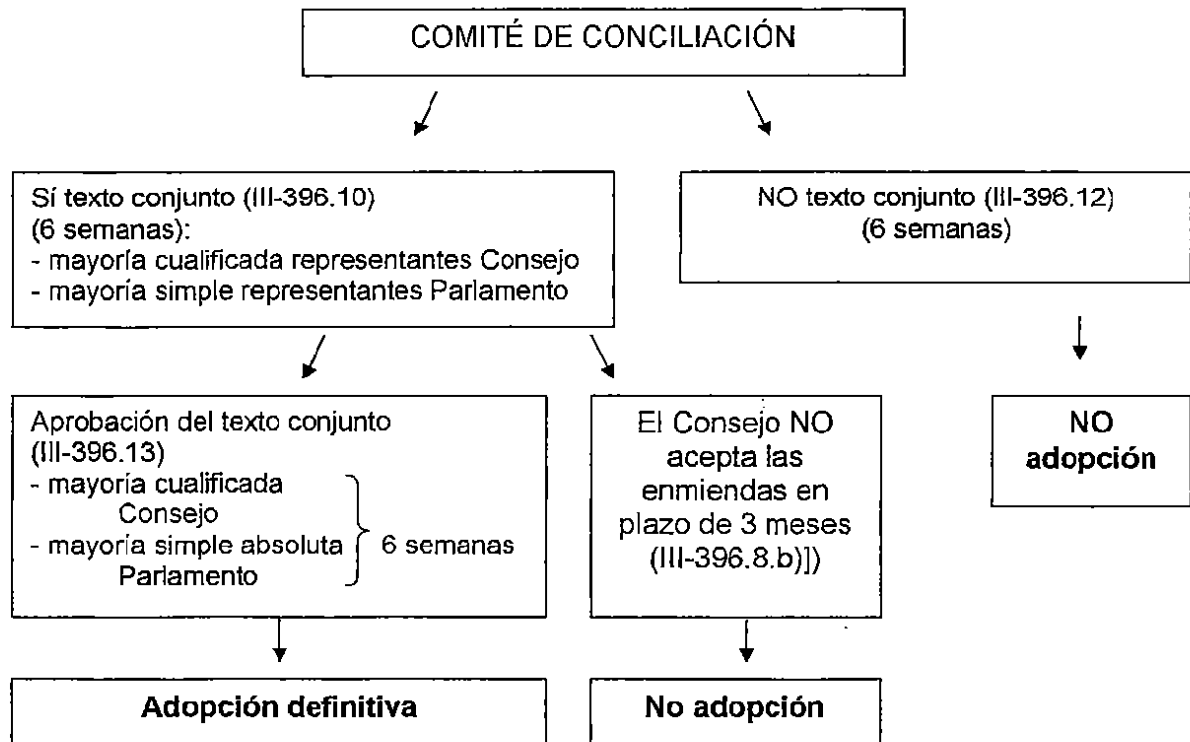 COMITÉ DE CONCILIACIÓN
Sí texto conjunto (III-396.10)
(6 semanas):
- mayoría cualificada representantes Consejo
- mayoría simple representantes Parlamento
NO texto conjunto (III-396.12)
(6 semanas)
Aprobación del texto conjunto
(III-396.13)
- mayoría cualificada
Consejo
- mayoría simple absoluta
Parlamento
6 semanas
El Consejo NO
acepta las
enmiendas en
plazo de 3 meses
(III-396.8.b)])
NO
adopción
Adopción definitiva
No adopción